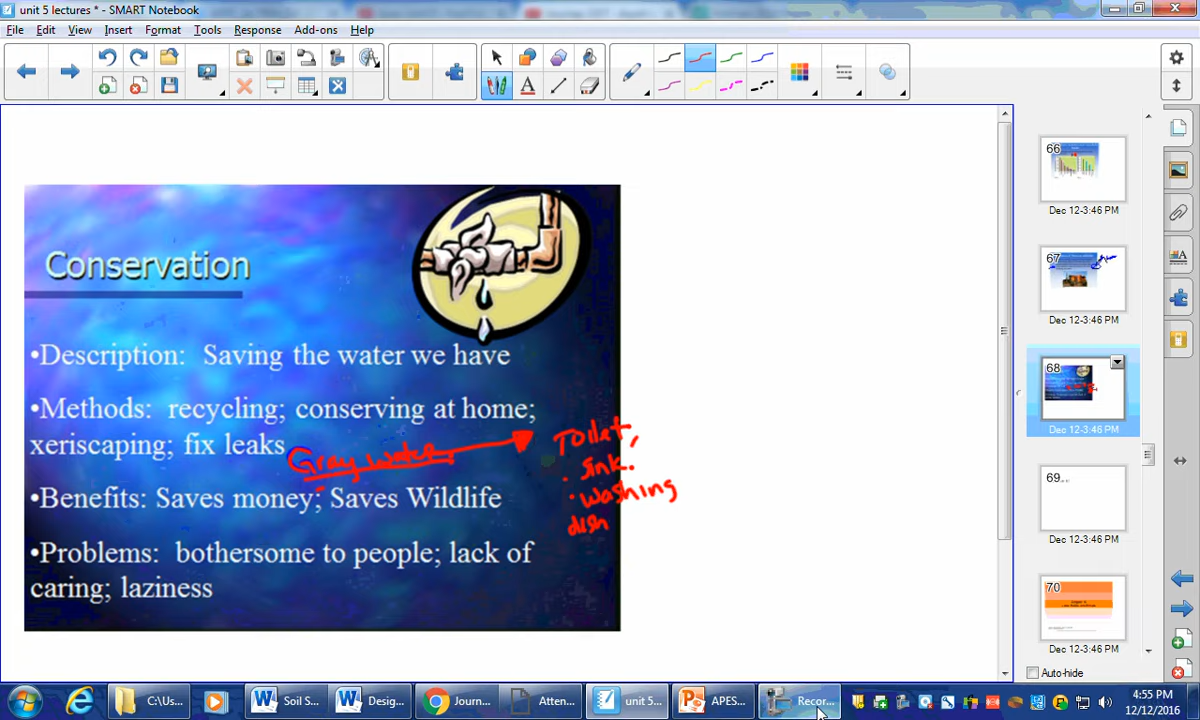 unit 5 lectures * - SMART Notebook
File Edit View Insert Format Tools Response Add-ons Help
Conservation
•Description: Saving the water we have
•Methods: recycling; conserving at home;
xeriscaping; fix leaks
Gray water
Toilet,
. Sink.
. washing
dish
•Benefits: Saves money; Saves Wildlife
•Problems: bothersome to people; lack of
caring; laziness
66
Dec 12-3:46 PM
67
Dec 12-3:46 PM
68
Dec 12-3:46 PM
69...
Dec 12-3:46 PM
70
Dec 12-3:46 PM
Auto-hide
C:\Us...
Soil S...
Desig...
Journ...
Atten...
unit 5...
APES...
Recor...
4:55 PM
12/12/2016